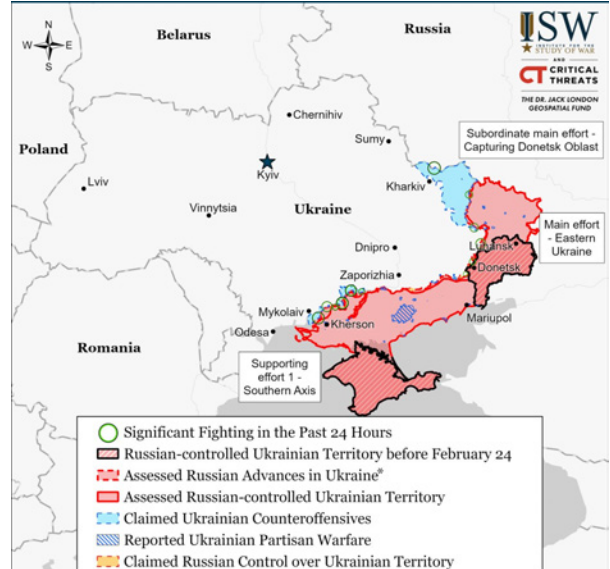 N
W E
S
Belarus
Russia
ISW
INSTITUTE FOR THE
STUDY OF WAR
AND
CT CRITICAL
THREATS
THE DR. JACK LONDON
GEOSPATIAL FUND
Chernihiv
Sumy
Subordinate main effort -
Capturing Donetsk Oblast
Poland
Kyiv
Lviv
Kharkiv
Vinnytsia
Ukraine
Main effort
- Eastern
Ukraine
Dnipro
Luhansk
Donetsk
Zaporizhia
Mykolaiv
Mariupol
Odesa
Kherson
Romania
Supporting
effort 1 -
Southern Axis
Significant Fighting in the Past 24 Hours
Russian-controlled Ukrainian Territory before February 24
Assessed Russian Advances in Ukraine*
Assessed Russian-controlled Ukrainian Territory
Claimed Ukrainian Counteroffensives
Reported Ukrainian Partisan Warfare
Claimed Russian Control over Ukrainian Territory